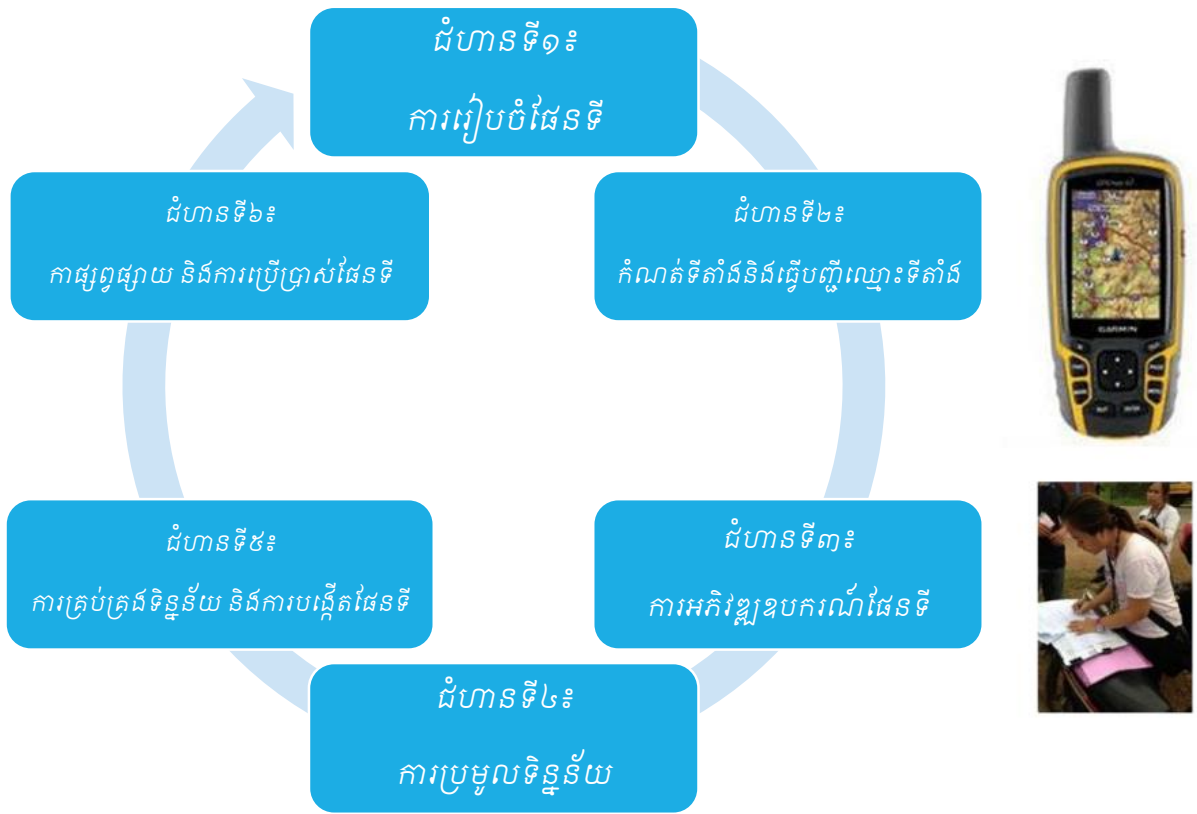 ជំហានទី១៖
ការរៀបចំផែនទី
ជំហានទី២៖
កំណត់ទីតាំងនិងធ្វើបញ្ជីឈ្មោះទីតាំង
ជំហានទី៣៖
ការអភិវឌ្ឍឧបករណ៍ផែនទី
ជំហានទី៤៖
ការប្រមូលទិន្នន័យ
ជំហានទី៥៖
ការគ្រប់គ្រងទិន្នន័យ និងការបង្កើតផែនទី
ជំហានទី៦៖
កាផ្សព្វផ្សាយ និងការប្រើប្រាស់ផែនទី
GARMIN